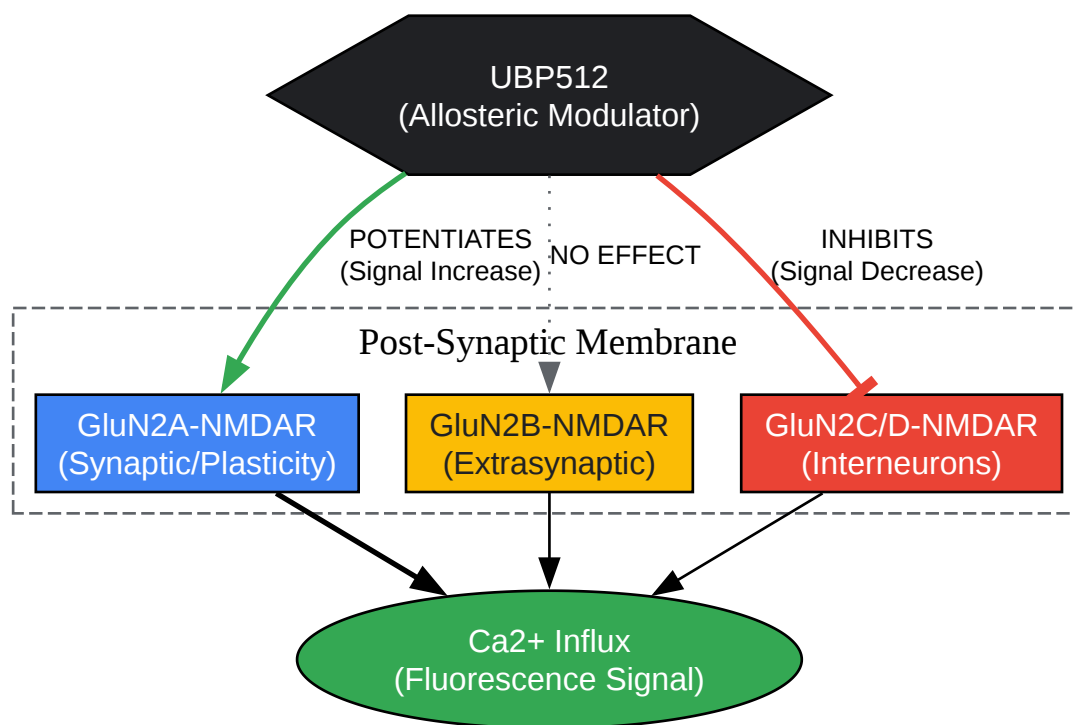 UBP512
(Allosteric Modulator)
POTENTIATES
(Signal Increase)
NO EFFECT
INHIBITS
(Signal Decrease)
Post-Synaptic Membrane
GluN2A-NMDAR
(Synaptic/Plasticity)
GluN2B-NMDAR
(Extrasynaptic)
GluN2C/D-NMDAR
(Interneurons)
Ca2+ Influx
(Fluorescence Signal)